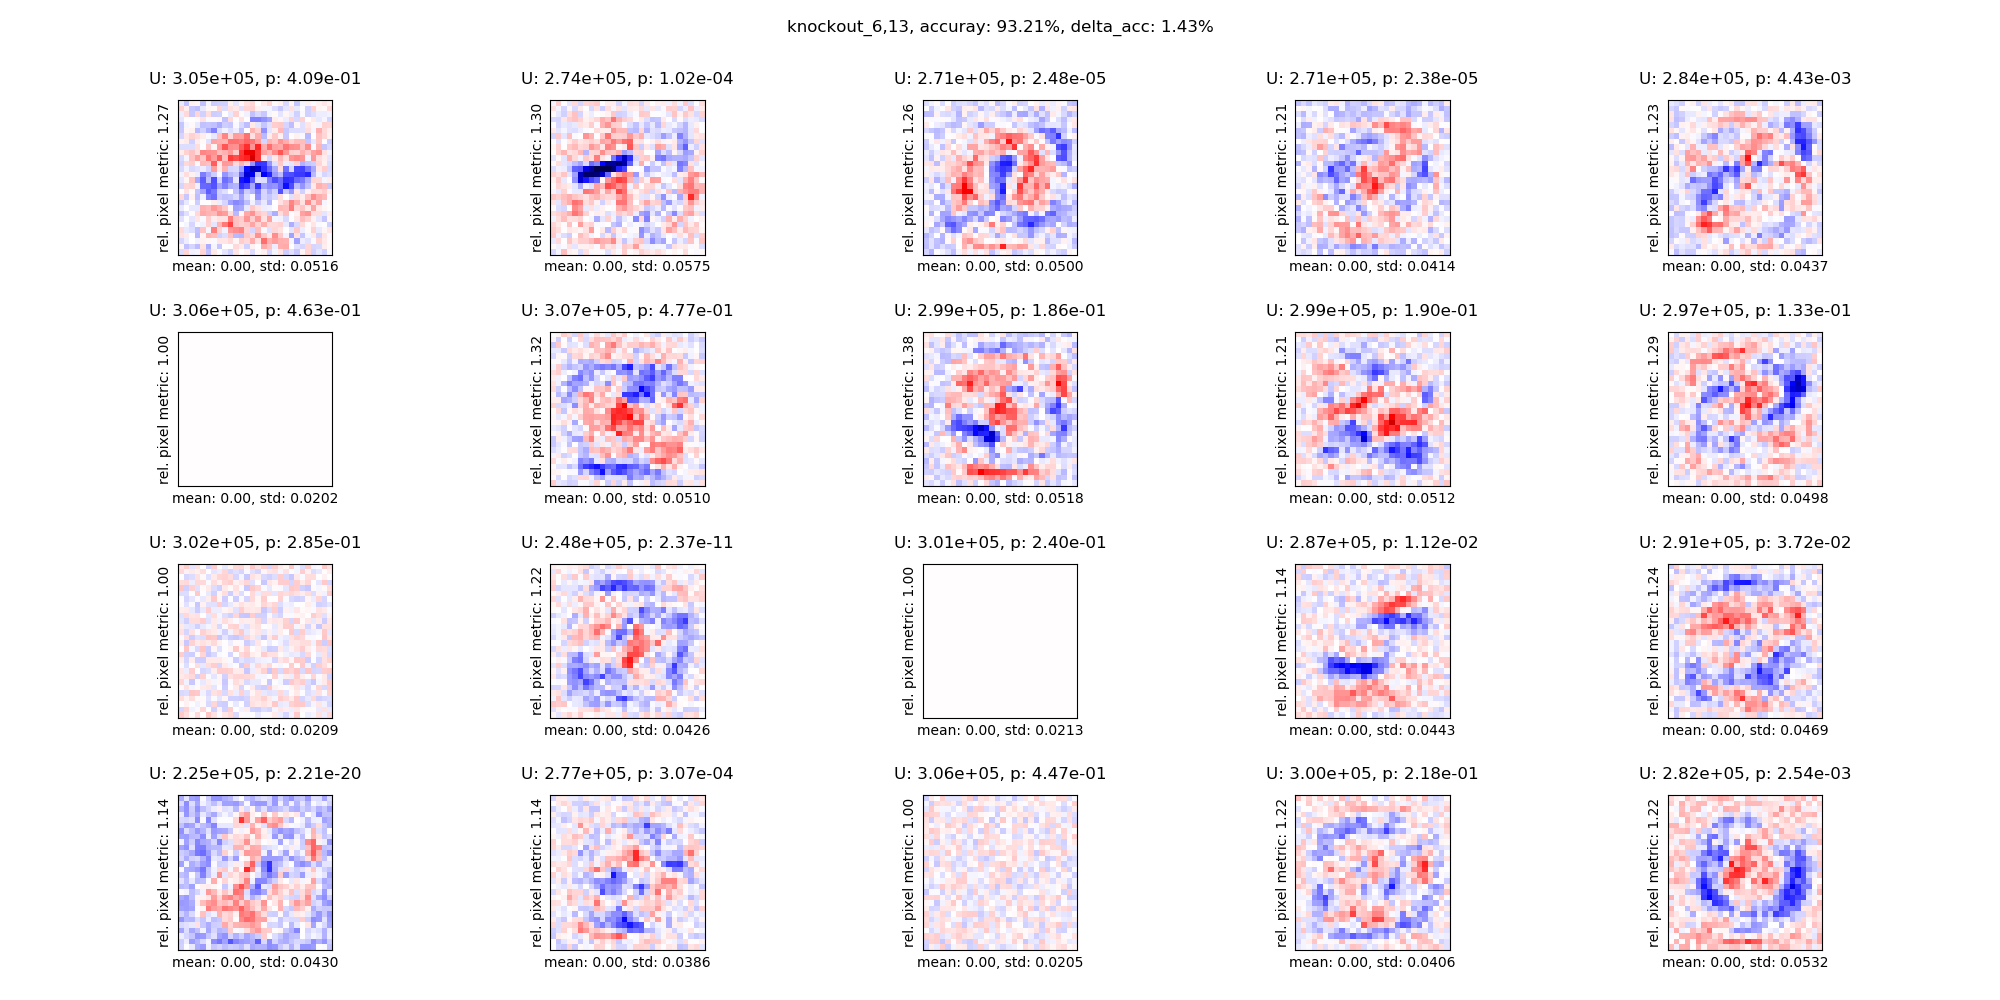 knockout_6,13, accuray: 93.21%, delta_acc: 1.43%
U: 3.05e+05, p: 4.09e-01
rel. pixel metric: 1.27
mean: 0.00, std: 0.0516
U: 2.74e+05, p: 1.02e-04
rel. pixel metric: 1.30
mean: 0.00, std: 0.0575
U: 2.71e+05, p: 2.48e-05
rel. pixel metric: 1.26
mean: 0.00, std: 0.0500
U: 2.71e+05, p: 2.38e-05
rel. pixel metric: 1.21
mean: 0.00, std: 0.0414
U: 2.84e+05, p: 4.43e-03
rel. pixel metric: 1.23
mean: 0.00, std: 0.0437
U: 3.06e+05, p: 4.63e-01
rel. pixel metric: 1.00
mean: 0.00, std: 0.0202
U: 3.07e+05, p: 4.77e-01
rel. pixel metric: 1.32
mean: 0.00, std: 0.0510
U: 2.99e+05, p: 1.86e-01
rel. pixel metric: 1.38
mean: 0.00, std: 0.0518
U: 2.99e+05, p: 1.90e-01
rel. pixel metric: 1.21
mean: 0.00, std: 0.0512
U: 2.97e+05, p: 1.33e-01
rel. pixel metric: 1.29
mean: 0.00, std: 0.0498
U: 3.02e+05, p: 2.85e-01
rel. pixel metric: 1.00
mean: 0.00, std: 0.0209
U: 2.48e+05, p: 2.37e-11
rel. pixel metric: 1.22
mean: 0.00, std: 0.0426
U: 3.01e+05, p: 2.40e-01
rel. pixel metric: 1.00
mean: 0.00, std: 0.0213
U: 2.87e+05, p: 1.12e-02
rel. pixel metric: 1.14
mean: 0.00, std: 0.0443
U: 2.91e+05, p: 3.72e-02
rel. pixel metric: 1.24
mean: 0.00, std: 0.0469
U: 2.25e+05, p: 2.21e-20
rel. pixel metric: 1.14
mean: 0.00, std: 0.0430
U: 2.77e+05, p: 3.07e-04
rel. pixel metric: 1.14
mean: 0.00, std: 0.0386
U: 3.06e+05, p: 4.47e-01
rel. pixel metric: 1.00
mean: 0.00, std: 0.0205
U: 3.00e+05, p: 2.18e-01
rel. pixel metric: 1.22
mean: 0.00, std: 0.0406
U: 2.82e+05, p: 2.54e-03
rel. pixel metric: 1.22
mean: 0.00, std: 0.0532